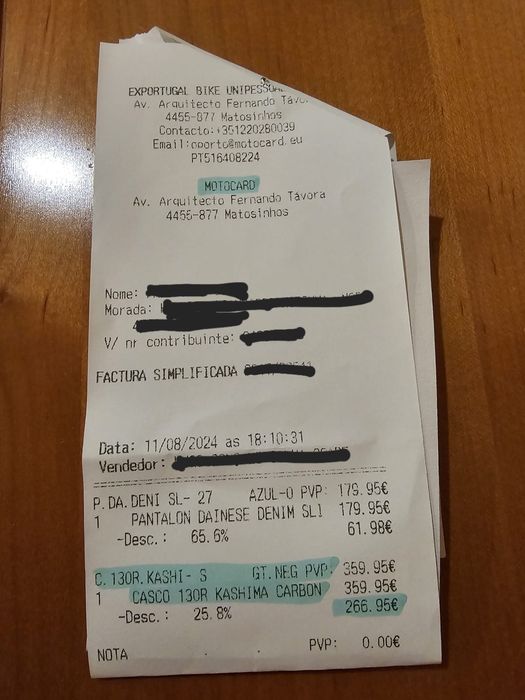 EXPORTUGAL BIKE
Av. Arquitecto Fernando Távora
4455-877 Matosinhos
Contacto:+351220280039
Email:oporto@motocard.eu
PT516408224
MOTOCARD
Av. Arquitecto Fernando Távora
4455-877 Matosinhos
Nome:
Morada:
V/ nr contribuinte:
FACTURA SIMPLIFICADA
Data: 11/08/2024 as 18:10:31
Vendedor:
P.DA.DENI SL- 27 AZUL-O PVP: 179.95€
1 PANTALON DAINESE DENIM SLI 179.95€
-Desc.: 65.6% 61.98€
C.130R.KASHI- S GT.NEG PVP: 359.95€
1 CASCO 130R KASHIMA CARBON 359.95€
-Desc.: 25.8% 266.95€
NOTA PVP: 0.00€